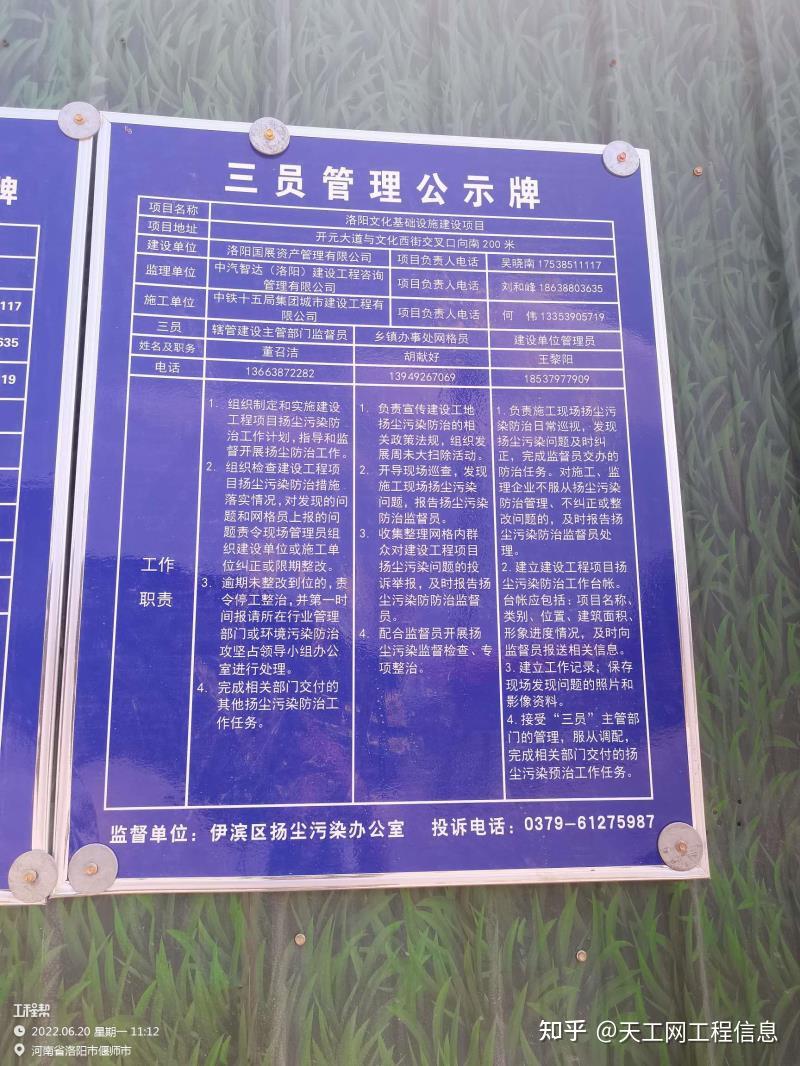 牌
117
635
19
三员管理公示牌
项目名称 洛阳文化基础设施建设项目
项目地址 开元大道与文化西街交叉口向南 200 米
建设单位 洛阳国展资产管理有限公司 项目负责人电话 吴晓南 17538511117
监理单位 中汽智达（洛阳）建设工程咨询
管理有限公司 项目负责人电话 刘和峰 18638803635
施工单位 中铁十五局集团城市建设工程有
限公司 项目负责人电话 何 伟 13353905719
三员 辖管建设主管部门监督员 乡镇办事处网格员 建设单位管理员
姓名及职务 董召洁 胡献好 王黎阳
电话 13663872282 13949267069 18537977909
工作
职责
1. 组织制定和实施建设
工程项目扬尘污染防
治工作计划，指导和监
督开展扬尘防治工作。
2. 组织检查建设工程项
目扬尘污染防治措施
落实情况，对发现的问
题和网格员上报的问
题责令现场管理员组
织建设单位或施工单
位纠正或限期整改。
3. 逾期未整改到位的，责
令停工整治，并第一时
间报请所在行业管理
部门或环境污染防治
攻坚占领导小组办公
室进行处理。
4. 完成相关部门交付的
其他扬尘污染防治工
作任务。
1. 负责宣传建设工地
扬尘污染防治的相
关政策法规，组织发
展周末大扫除活动。
2. 开导现场巡查，发现
施工现场扬尘污染
问题，报告扬尘污染
防治监督员。
3. 收集整理网格内群
众对建设工程项目
扬尘污染问题的投
诉举报，及时报告扬
尘污染防防治监督
员。
4. 配合监督员开展扬
尘污染监督检查、专
项整治。
1. 负责施工现场扬尘污
染防治日常巡视，发现
扬尘污染问题及时纠
正，完成监督员交办的
防治任务。对施工、监
理企业不服从扬尘污染
防治管理、不纠正或整
改问题的，及时报告扬
尘污染防治监督员处
理。
2. 建立建设工程项目扬
尘污染防治工作台帐。
台帐应包括：项目名称、
类别、位置、建筑面积、
形象进度情况，及时向
监督员报送相关信息。
3. 建立工作记录；保存
现场发现问题的照片和
影像资料。
4. 接受“三员”主管部
门的管理，服从调配，
完成相关部门交付的扬
尘污染预治工作任务。
监督单位：伊滨区扬尘污染办公室 投诉电话：0379-61275987
工程帮
2022.06.20 星期一 11:12
河南省洛阳市偃师市
知乎 @天工网工程信息